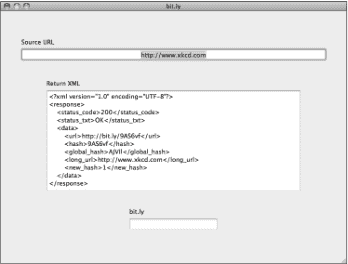 bit.ly
Source URL
http://www.xkcd.com
Return XML
<?xml version="1.0" encoding="UTF-8"?>
<response>
<status_code>200</status_code>
<status_txt>OK</status_txt>
<data>
<url>http://bit.ly/9AS6vf</url>
<hash>9AS6vf</hash>
<global_hash>AJVII</global_hash>
<long_url>http://www.xkcd.com</long_url>
<new_hash>1</new_hash>
</data>
</response>
bit.ly